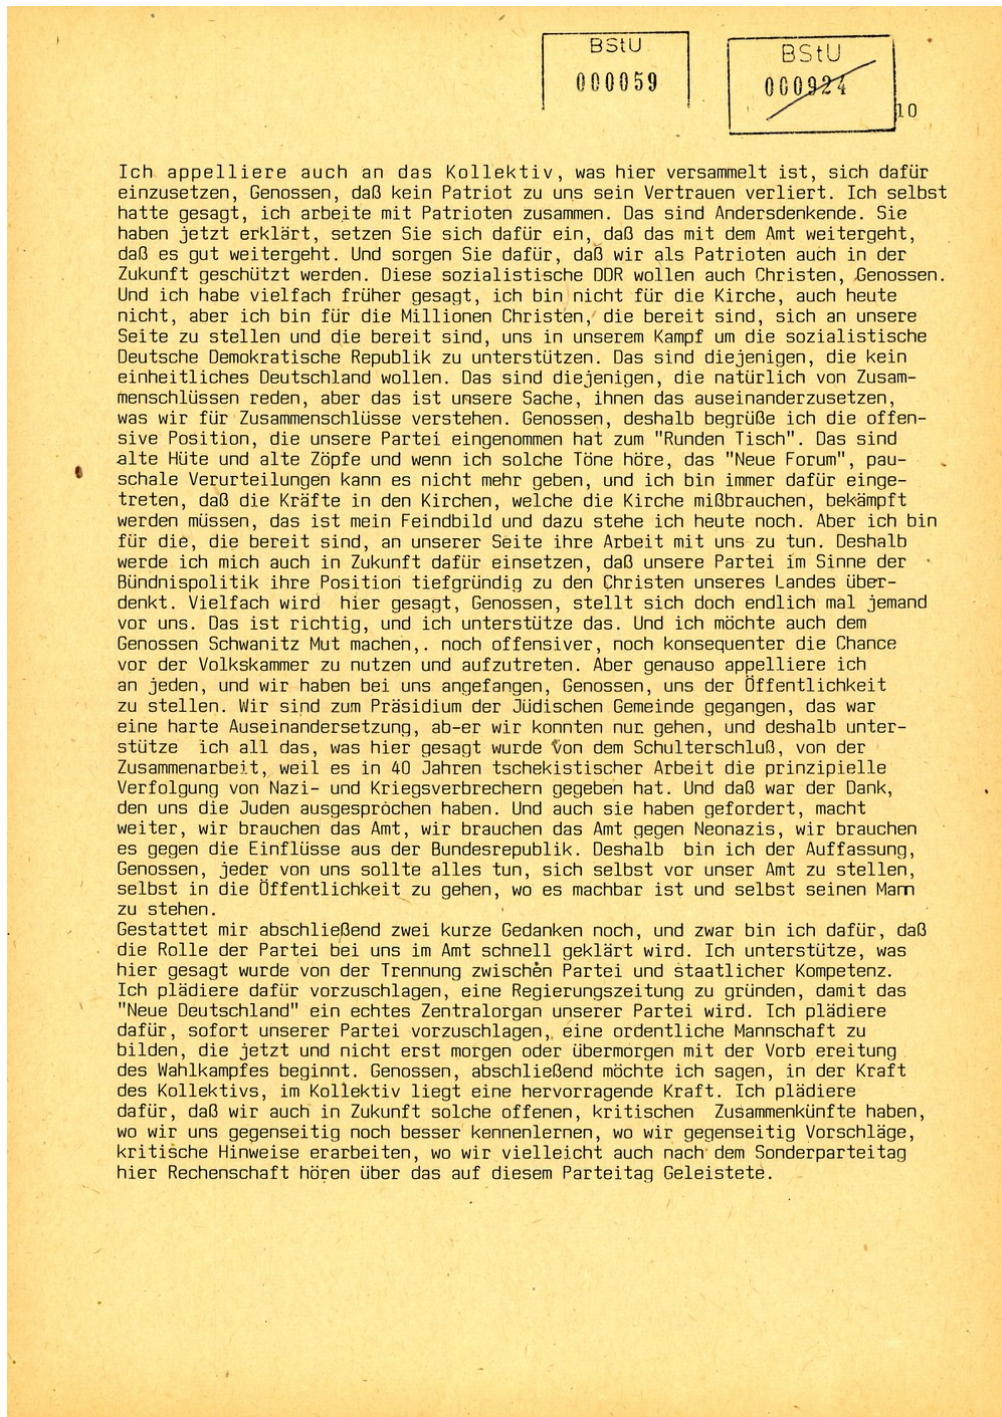 BStU
000059
BStU
000924
10
Ich appelliere auch an das Kollektiv, was hier versammelt ist, sich dafür
einzusetzen, Genossen, daß kein Patriot zu uns sein Vertrauen verliert. Ich selbst
hatte gesagt, ich arbeite mit Patrioten zusammen. Das sind Andersdenkende. Sie
haben jetzt erklärt, setzen Sie sich dafür ein, daß das mit dem Amt weitergeht,
daß es gut weitergeht. Und sorgen Sie dafür, daß wir als Patrioten auch in der
Zukunft geschützt werden. Diese sozialistische DDR wollen auch Christen, Genossen.
Und ich habe vielfach früher gesagt, ich bin nicht für die Kirche, auch heute
nicht, aber ich bin für die Millionen Christen, die bereit sind, sich an unsere
Seite zu stellen und die bereit sind, uns in unserem Kampf um die sozialistische
Deutsche Demokratische Republik zu unterstützen. Das sind diejenigen, die kein
einheitliches Deutschland wollen. Das sind diejenigen, die natürlich von Zusam-
menschlüssen reden, aber das ist unsere Sache, ihnen das auseinanderzusetzen,
was wir für Zusammenschlüsse verstehen. Genossen, deshalb begrüße ich die offen-
sive Position, die unsere Partei eingenommen hat zum "Runden Tisch". Das sind
alte Hüte und alte Zöpfe und wenn ich solche Töne höre, das "Neue Forum", pau-
schale Verurteilungen kann es nicht mehr geben, und ich bin immer dafür einge-
treten, daß die Kräfte in den Kirchen, welche die Kirche mißbrauchen, bekämpft
werden müssen, das ist mein Feindbild und dazu stehe ich heute noch. Aber ich bin
für die, die bereit sind, an unserer Seite ihre Arbeit mit uns zu tun. Deshalb
werde ich mich auch in Zukunft dafür einsetzen, daß unsere Partei im Sinne der
Bündnispolitik ihre Position tiefgründig zu den Christen unseres Landes über-
denkt. Vielfach wird  hier gesagt, Genossen, stellt sich doch endlich mal jemand
vor uns. Das ist richtig, und ich unterstütze das. Und ich möchte auch dem
Genossen Schwanitz Mut machen,. noch offensiver, noch konsequenter die Chance
vor der Volkskammer zu nutzen und aufzutreten. Aber genauso appelliere ich
an jeden, und wir haben bei uns angefangen, Genossen, uns der Öffentlichkeit
zu stellen. Wir sind zum Präsidium der Jüdischen Gemeinde gegangen, das war
eine harte Auseinandersetzung, ab-er wir konnten nur gehen, und deshalb unter-
stütze  ich all das, was hier gesagt wurde von dem Schulterschluß, von der
Zusammenarbeit, weil es in 40 Jahren tschekistischer Arbeit die prinzipielle
Verfolgung von Nazi- und Kriegsverbrechern gegeben hat. Und daß war der Dank,
den uns die Juden ausgesprochen haben. Und auch sie haben gefordert, macht
weiter, wir brauchen das Amt, wir brauchen das Amt gegen Neonazis, wir brauchen
es gegen die Einflüsse aus der Bundesrepublik. Deshalb  bin ich der Auffassung,
Genossen, jeder von uns sollte alles tun, sich selbst vor unser Amt zu stellen,
selbst in die Öffentlichkeit zu gehen, wo es machbar ist und selbst seinen Mann
zu stehen.
Gestattet mir abschließend zwei kurze Gedanken noch, und zwar bin ich dafür, daß
die Rolle der Partei bei uns im Amt schnell geklärt wird. Ich unterstütze, was
hier gesagt wurde von der Trennung zwischen Partei und staatlicher Kompetenz.
Ich plädiere dafür vorzuschlagen, eine Regierungszeitung zu gründen, damit das
"Neue Deutschland" ein echtes Zentralorgan unserer Partei wird. Ich plädiere
dafür, sofort unserer Partei vorzuschlagen, eine ordentliche Mannschaft zu
bilden, die jetzt und nicht erst morgen oder übermorgen mit der Vorb ereitung
des Wahlkampfes beginnt. Genossen, abschließend möchte ich sagen, in der Kraft
des Kollektivs, im Kollektiv liegt eine hervorragende Kraft. Ich plädiere
dafür, daß wir auch in Zukunft solche offenen, kritischen  Zusammenkünfte haben,
wo wir uns gegenseitig noch besser kennenlernen, wo wir gegenseitig Vorschläge,
kritische Hinweise erarbeiten, wo wir vielleicht auch nach dem Sonderparteitag
hier Rechenschaft hören über das auf diesem Parteitag Geleistete.